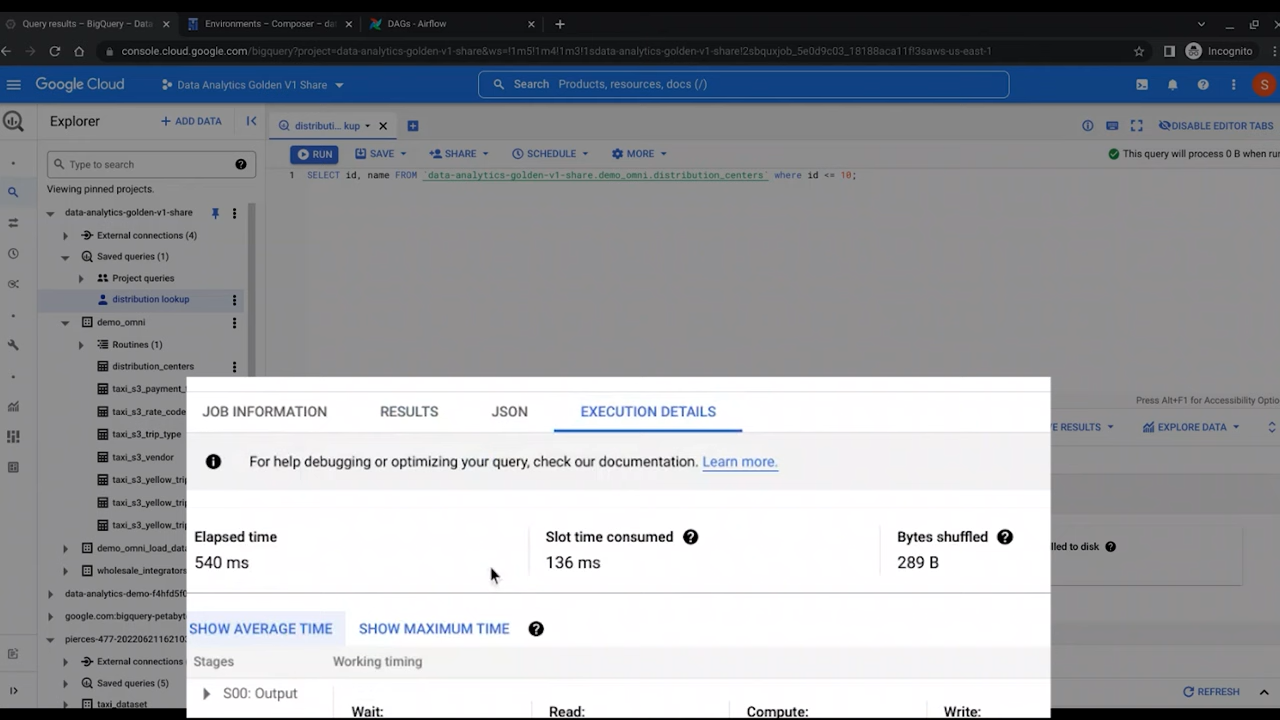 Query results – BigQuery – Data
Environments – Composer – dat
DAGs - Airflow
console.cloud.google.com/bigquery?project=data-analytics-golden-v1-share&ws=!1m5!1m4!1m3!1sdata-analytics-golden-v1-share!2sbquxjob_5e0d9c03_18188aca11f!3saws-us-east-1
Incognito
Google Cloud
Data Analytics Golden V1 Share
Search Products, resources, docs (/)
S
Explorer
+ ADD DATA
distributi... kup
DISABLE EDITOR TABS
Type to search
RUN
SAVE
SHARE
SCHEDULE
MORE
This query will process 0 B when run
Viewing pinned projects.
1 SELECT id, name FROM `data-analytics-golden-v1-share.demo_omni.distribution_centers` where id <= 10;
data-analytics-golden-v1-share
External connections (4)
Saved queries (1)
Project queries
distribution lookup
demo_omni
Routines (1)
distribution_centers
taxi_s3_payment_
taxi_s3_rate_code
taxi_s3_trip_type
taxi_s3_vendor
taxi_s3_yellow_trip
taxi_s3_yellow_trip
taxi_s3_yellow_trip
demo_omni_load_data
wholesale_integrators
data-analytics-demo-f4hfd5f0
google.com:bigquery-petabyt
pierces-477-20220621162103
External connections
Saved queries (5)
taxi_dataset
Press Alt+F1 for Accessibility Optio
VE RESULTS
EXPLORE DATA
lled to disk
REFRESH
JOB INFORMATION
RESULTS
JSON
EXECUTION DETAILS
For help debugging or optimizing your query, check our documentation. Learn more.
Elapsed time
540 ms
Slot time consumed
136 ms
Bytes shuffled
289 B
SHOW AVERAGE TIME
SHOW MAXIMUM TIME
Stages
Working timing
S00: Output
Wait:
Read:
Compute:
Write: